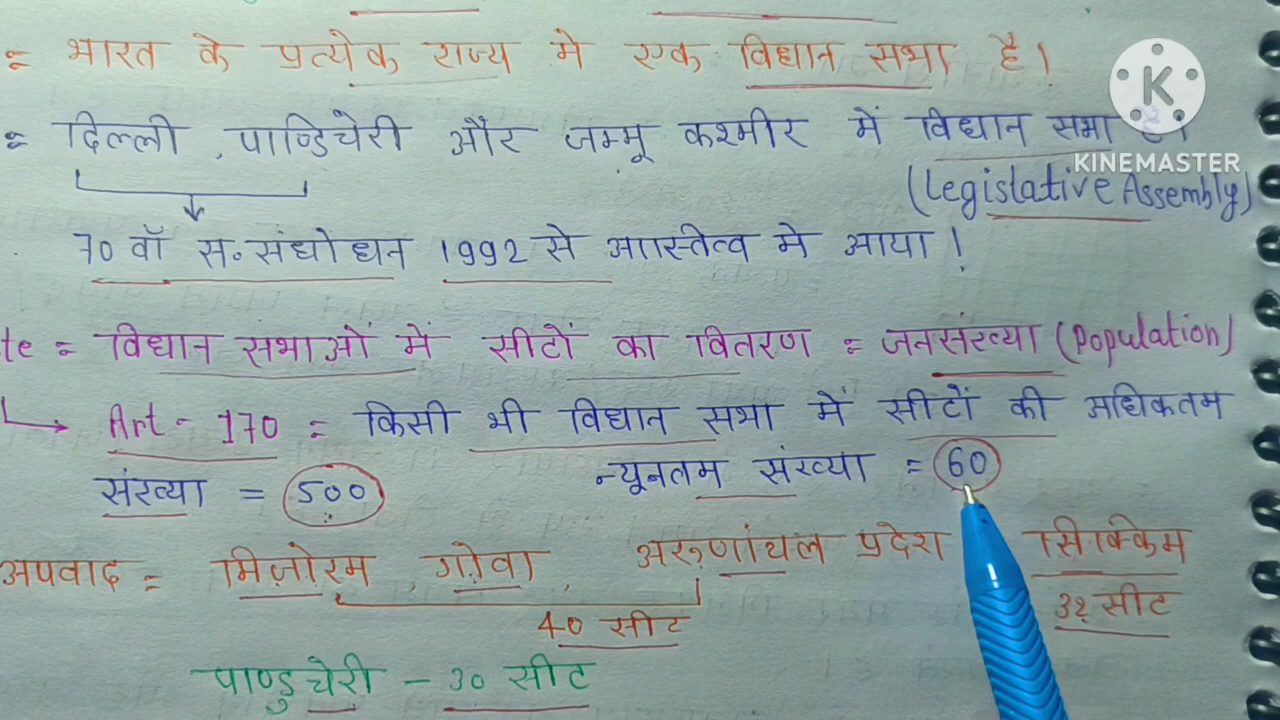 = भारत के प्रत्येक राज्य मे एक विधान सभा है।
= दिल्ली , पाण्डिचेरी और जम्मू कश्मीर में विधान सभा है।
KINEMASTER
(Legislative Assembly)
70 वाँ स॰ संघोधन 1992 से आस्तित्व मे आया !
te = विधान सभाओं में सीटों का वितरण = जनसंख्या (Population)
Art - 170 = किसी भी विधान सभा में सीटों की अधिकतम
संख्या = 500 न्यूनतम संख्या = 60
अपवाद = मिज़ोरम , गोवा , अरुणांचल प्रदेश सिक्किम
40 सीट 32 सीट
पाण्डुचेरी - 30 सीट